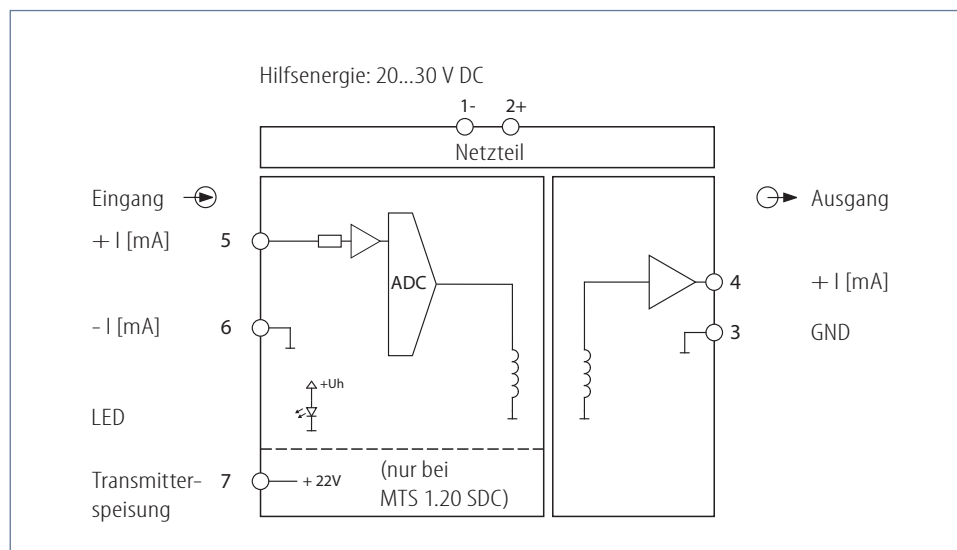 Hilfsenergie: 20...30 V DC
1- 2+
Netzteil
Eingang
Ausgang
+ I [mA] 5
ADC
4 + I [mA]
- I [mA] 6
3 GND
+Uh
LED
Transmitter- 7 + 22V (nur bei
speisung MTS 1.20 SDC)